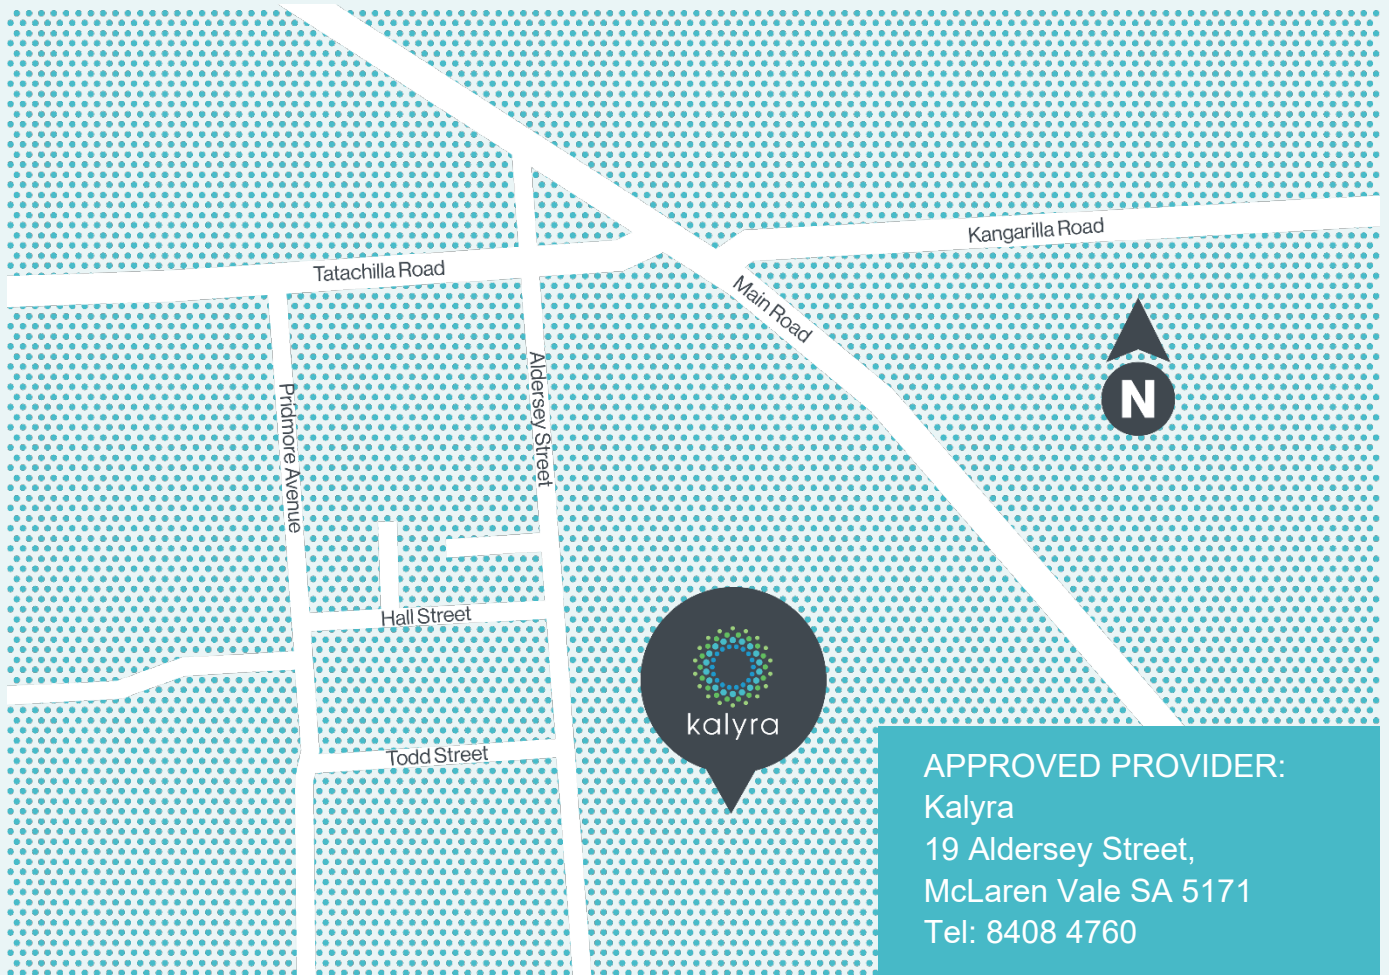 Kangarilla Road
Tatachilla Road
Main Road
Aldersey Street
Pridmore Avenue
N
Hall Street
kalyra
Todd Street
APPROVED PROVIDER:
Kalyra
19 Aldersey Street,
McLaren Vale SA 5171
Tel: 8408 4760